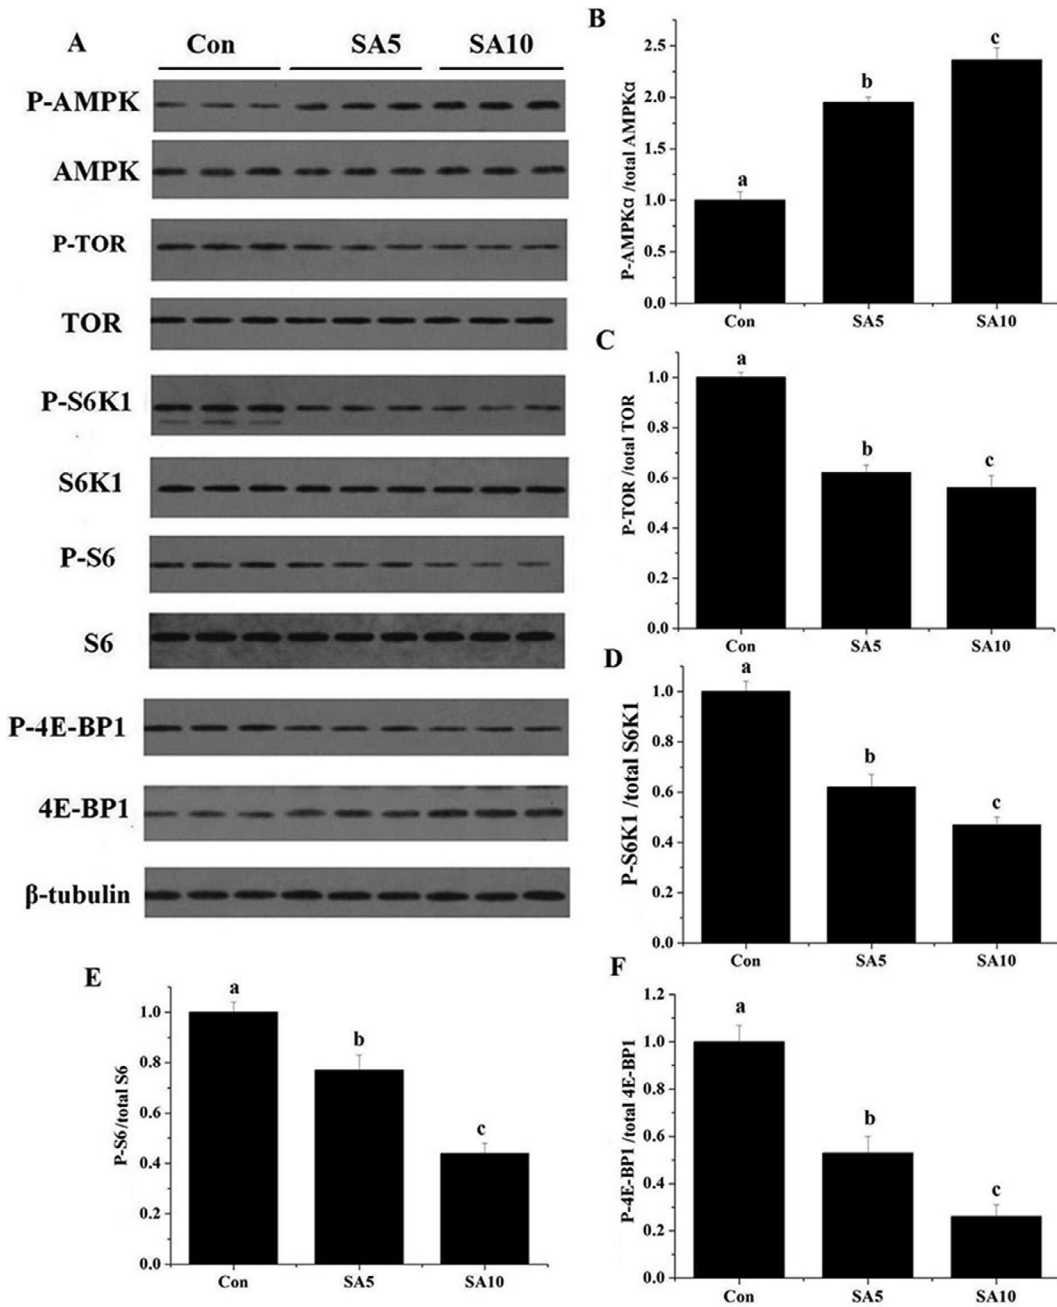 A
Con SA5 SA10
P-AMPK
AMPK
P-TOR
TOR
P-S6K1
S6K1
P-S6
S6
P-4E-BP1
4E-BP1
β-tubulin
B
P-AMPKα /total AMPKα
2.5
2.0
1.5
1.0
0.5
0.0
a
b
c
Con SA5 SA10
C
P-TOR /total TOR
1.0
0.8
0.6
0.4
0.2
0.0
a
b
c
Con SA5 SA10
D
P-S6K1 /total S6K1
1.0
0.8
0.6
0.4
0.2
0.0
a
b
c
Con SA5 SA10
E
P-S6/total S6
1.0
0.8
0.6
0.4
0.2
0.0
a
b
c
Con SA5 SA10
F
P-4E-BP1/total 4E-BP1
1.2
1.0
0.8
0.6
0.4
0.2
0.0
a
b
c
Con SA5 SA10